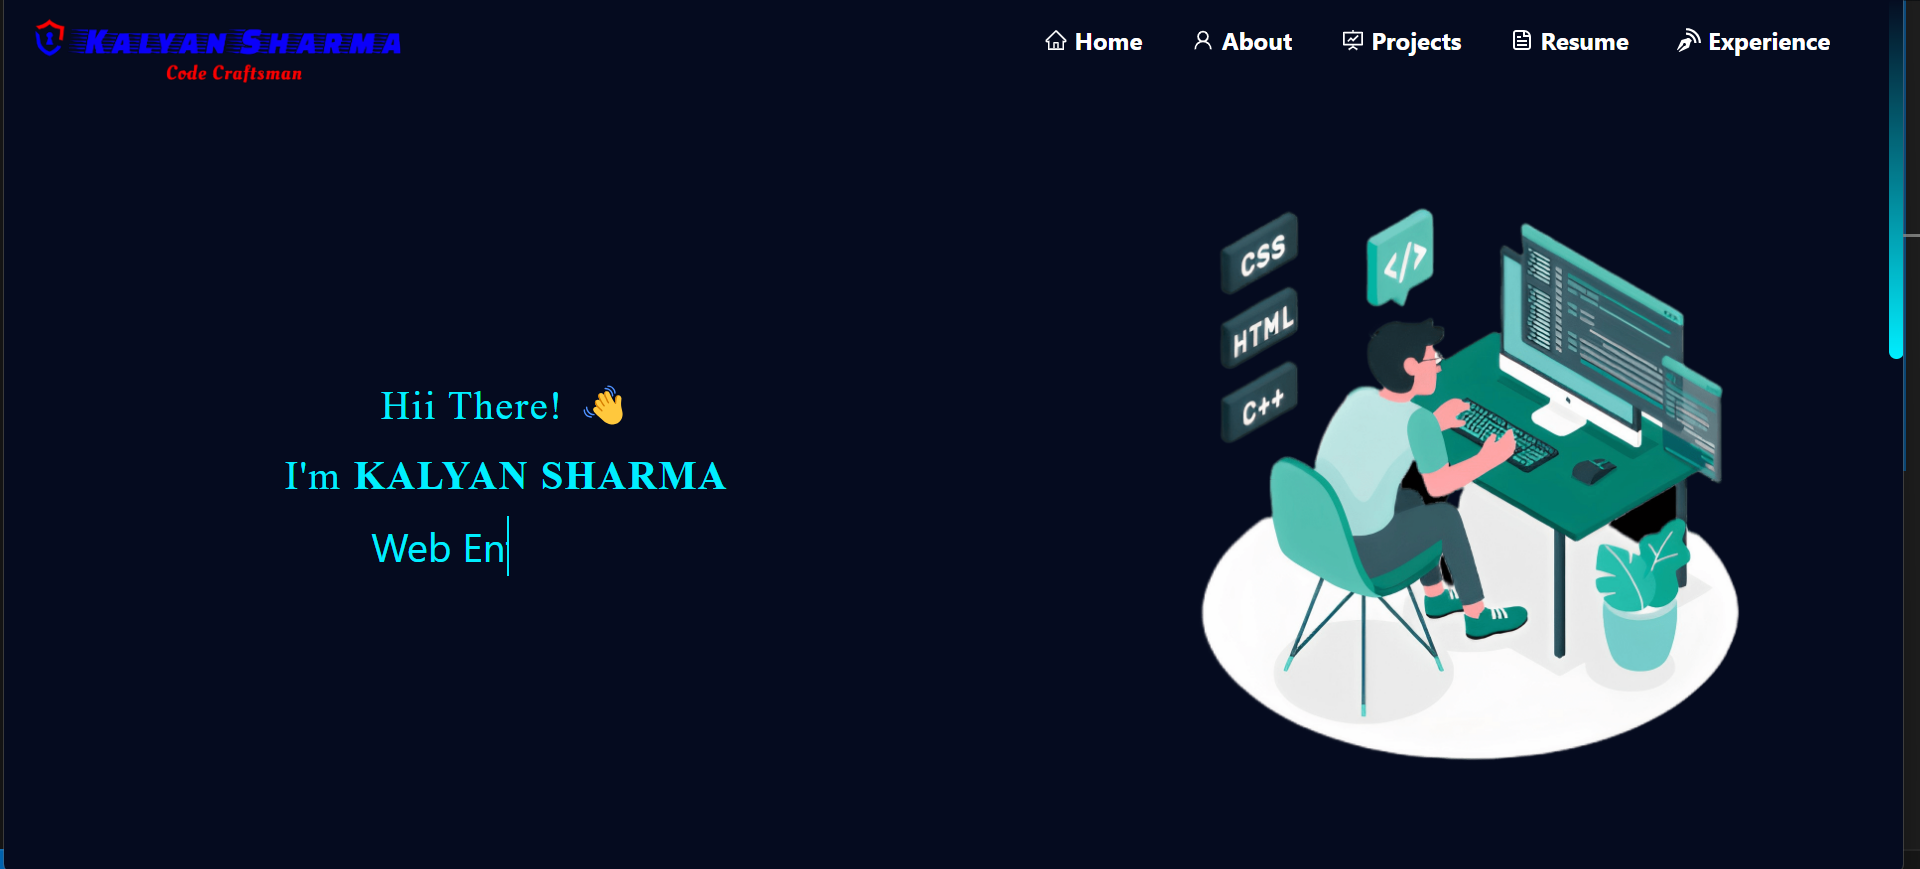 KALYAN SHARMA
Code Craftsman
Home
About
Projects
Resume
Experience
CSS
</>
HTML
C++
Hii There! 👋
I'm KALYAN SHARMA
Web En